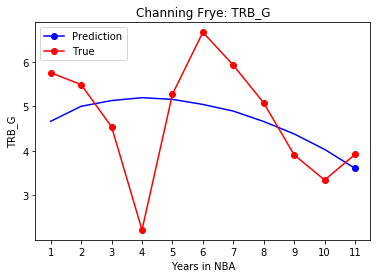 Channing Frye: TRB_G
Prediction
True
TRB_G
6
5
4
3
1 2 3 4 5 6 7 8 9 10 11
Years in NBA